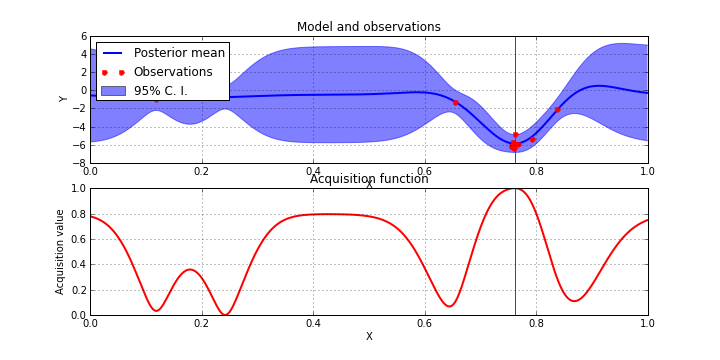 Model and observations
6
4
2
0
−2
−4
−6
−8
Y
Posterior mean
Observations
95% C. I.
0.0 0.2 0.4 0.6 0.8 1.0
X
Acquisition function
1.0
0.8
0.6
0.4
0.2
0.0
Acquisition value
0.0 0.2 0.4 0.6 0.8 1.0
X